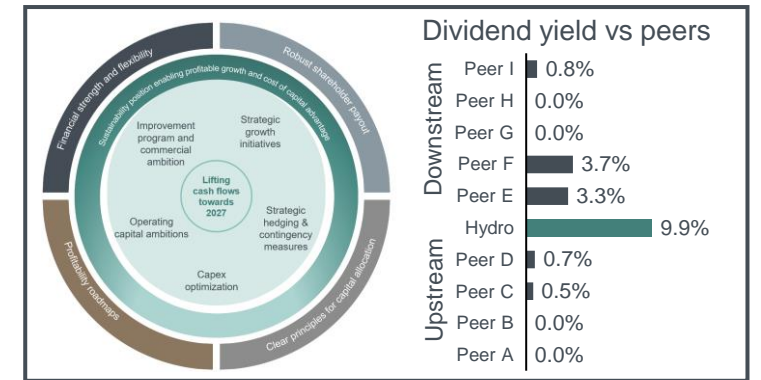 Financial strength and flexibility
Robust shareholder payout
Sustainability position enabling profitable growth and cost of capital advantage
Improvement
program and
commercial
ambition
Strategic
growth
initiatives
Lifting
cash flows
towards
2027
Operating
capital ambitions
Strategic
hedging &
contingency
measures
Capex
optimization
Profitability roadmaps
Clear principles for capital allocation
Dividend yield vs peers
Downstream
Peer I 0.8%
Peer H 0.0%
Peer G 0.0%
Peer F 3.7%
Peer E 3.3%
Hydro 9.9%
Upstream
Peer D 0.7%
Peer C 0.5%
Peer B 0.0%
Peer A 0.0%